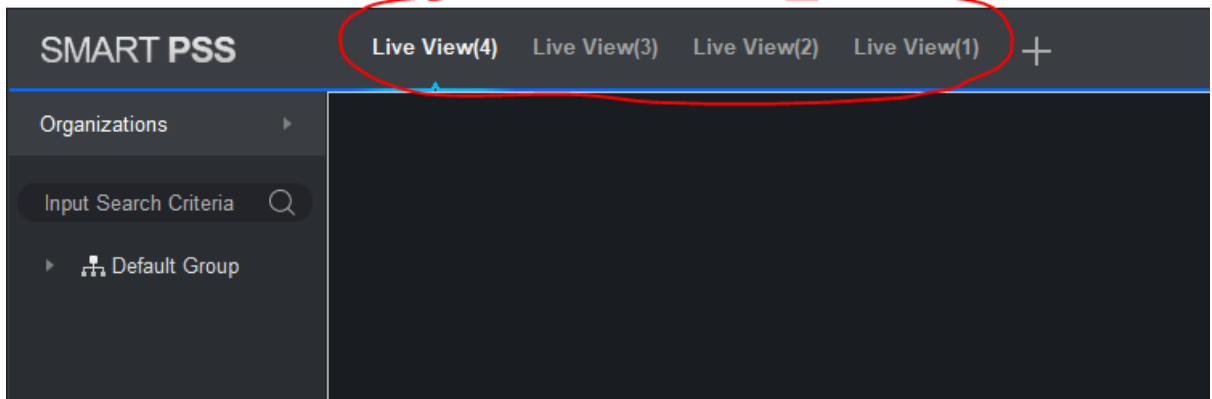 SMART PSS Live View(4) Live View(3) Live View(2) Live View(1) +
Organizations
Input Search Criteria
Default Group